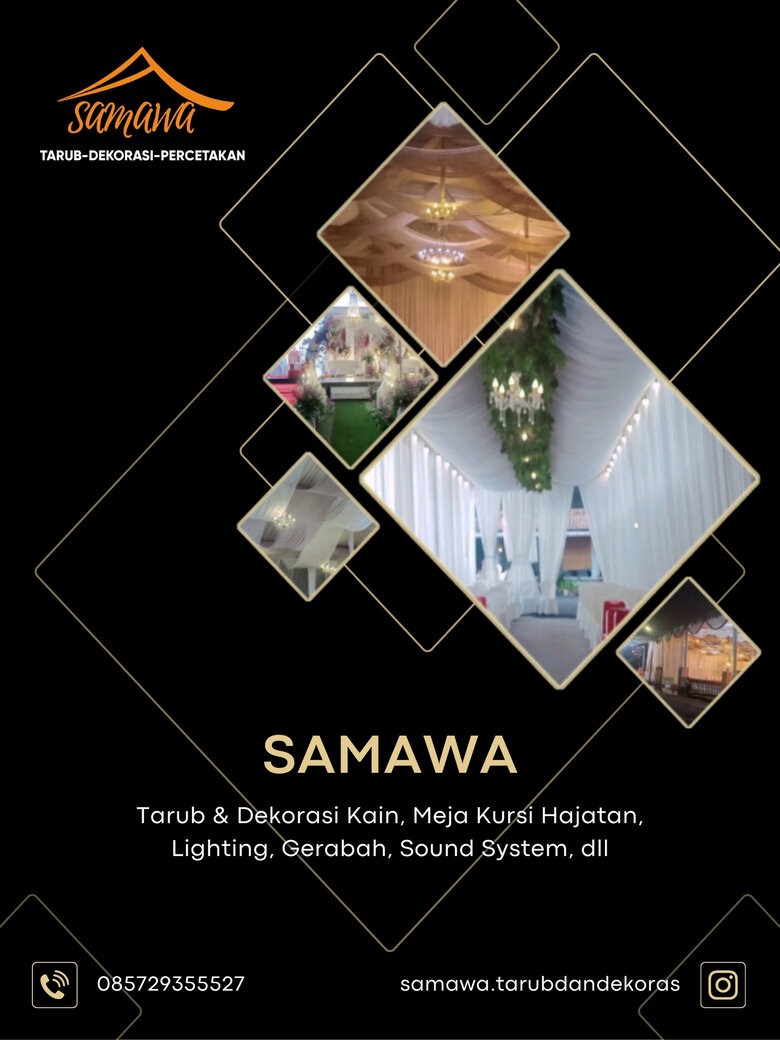 samawa
TARUB-DEKORASI-PERCETAKAN
SAMAWA
Tarub & Dekorasi Kain, Meja Kursi Hajatan,
Lighting, Gerabah, Sound System, dll
085729355527
samawa.tarubdandekoras